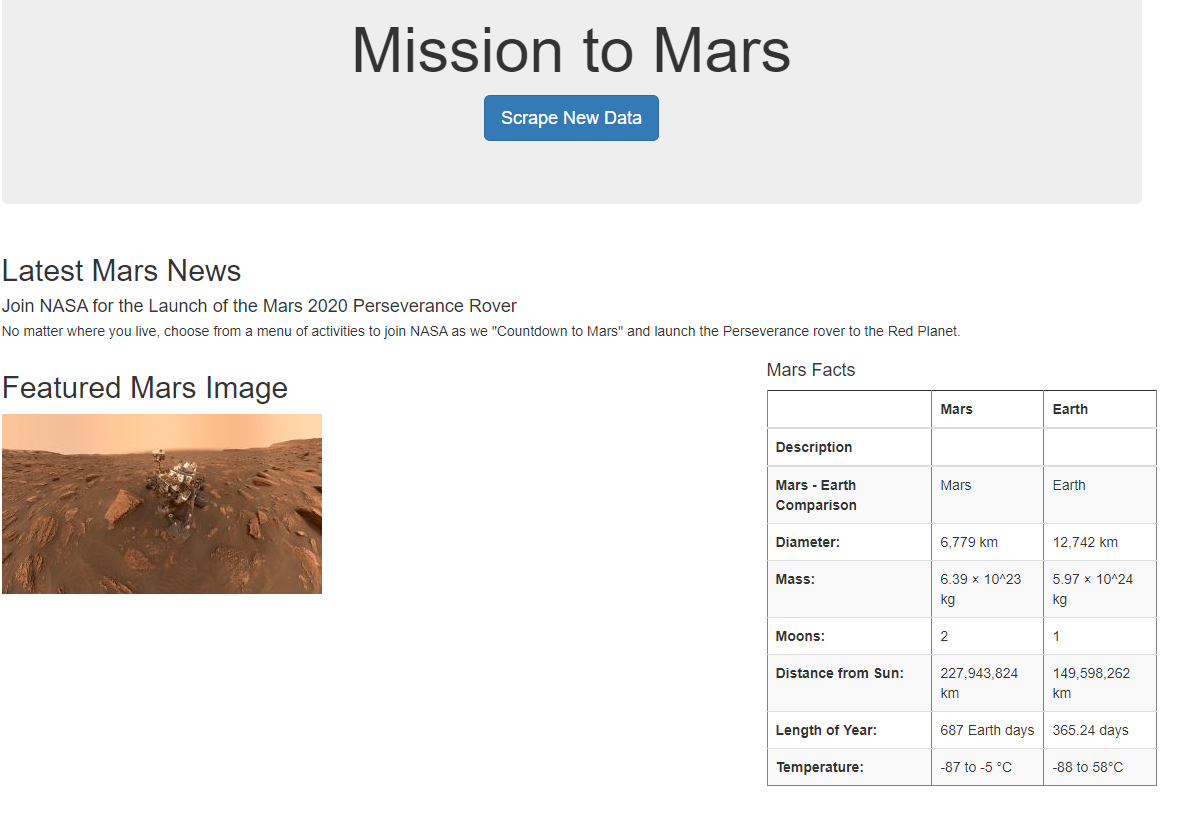 Mission to Mars
Scrape New Data
Latest Mars News
Join NASA for the Launch of the Mars 2020 Perseverance Rover
No matter where you live, choose from a menu of activities to join NASA as we "Countdown to Mars" and launch the Perseverance rover to the Red Planet.
Featured Mars Image
Mars Facts
Mars Earth
Description
Mars - Earth Mars Earth
Comparison
Diameter: 6,779 km 12,742 km
Mass: 6.39 × 10^23 5.97 × 10^24
kg kg
Moons: 2 1
Distance from Sun: 227,943,824 149,598,262
km km
Length of Year: 687 Earth days 365.24 days
Temperature: -87 to -5 °C -88 to 58°C